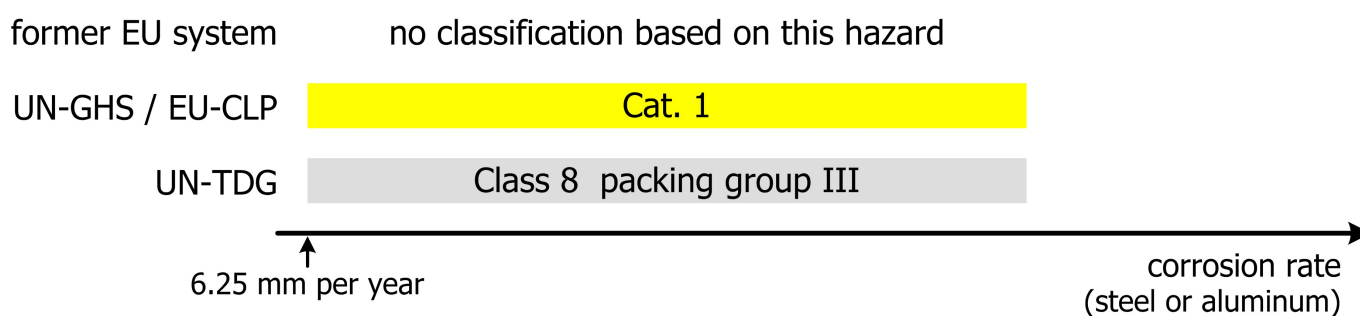 former EU system no classification based on this hazard
UN-GHS / EU-CLP Cat. 1
UN-TDG Class 8 packing group III
6.25 mm per year
corrosion rate
(steel or aluminum)